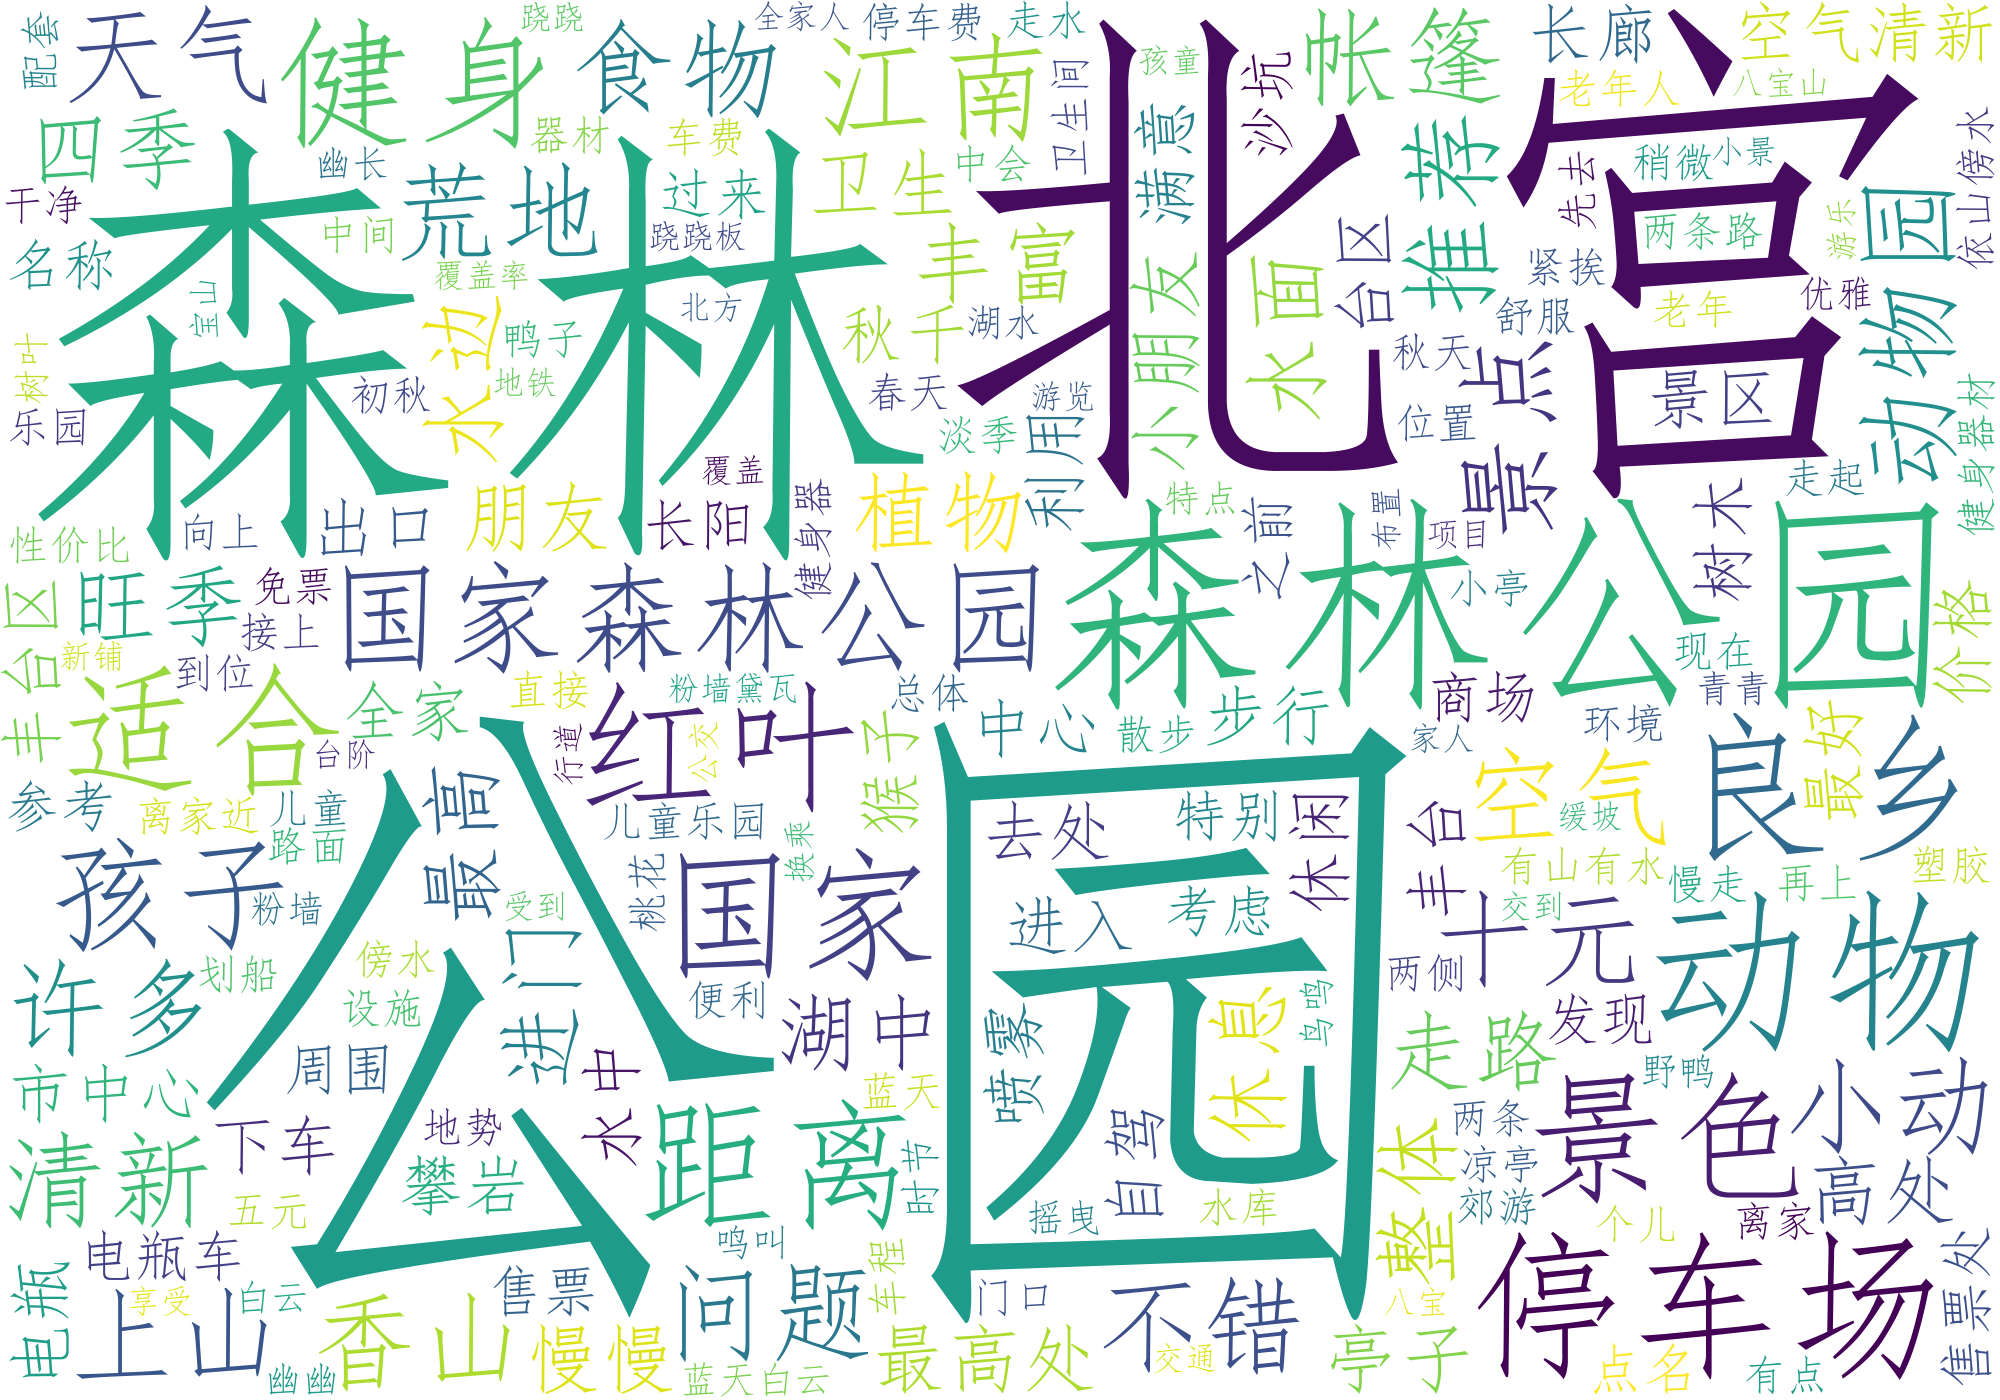 配套
天气
健身
跷跷
食物
全家人
停车费
走水
江南
卫生间
孩童
沙坑
帐篷
长廊
空气清新
老年人
八宝山
四季
器材
车费
卫生
中会
满意
推荐
稍微
小景
依山傍水
幽长
荒地
过来
北宫
先去
园
动物园
干净
名称
中间
跷跷板
丰富
小朋友
水面
台区
两条路
紧挨
游乐
森林
覆盖率
宝山
北方
水边
鸭子
秋千
湖水
舒服
老年
优雅
树叶
初秋
地铁
春天
游览
秋天
景点
景区
乐园
淡季
利用
位置
健身器材
朋友
长阳
覆盖
健身器
植物
特点
之前
布置
项目
树木
走起
性价比
向上
出口
旺季
免票
国家森林公园
森林公园
小亭
丰台区
接上
新铺
到位
现在
价格
适合
全家
直接
粉墙黛瓦
总体
中心
散步
步行
商场
青青
台阶
红叶
行道
公交
猴子
家人
环境
良乡
最好
参考
离家近
儿童
最高
儿童乐园
去处
特别
休闲
丰台
空气
缓坡
路面
换乘
孩子
粉墙
公园
受到
桃花
国家
进入
考虑
有山有水
慢走
再上
塑胶
交到
十元
许多
划船
傍水
设施
进门
便利
湖中
喷雾
休息
鸟鸣
两侧
发现
动物
周围
水中
走路
野鸭
市中心
下车
地势
蓝天
自驾
整体
两条
景色
小动
清新
攀岩
距离
时节
凉亭
高处
五元
摇曳
水库
郊游
个儿
离家
电瓶车
鸣叫
车程
电瓶
上山
享受
白云
香山
售票
慢慢
问题
门口
不错
八宝
停车场
售票处
幽幽
蓝天白云
最高处
交通
亭子
点名
有点